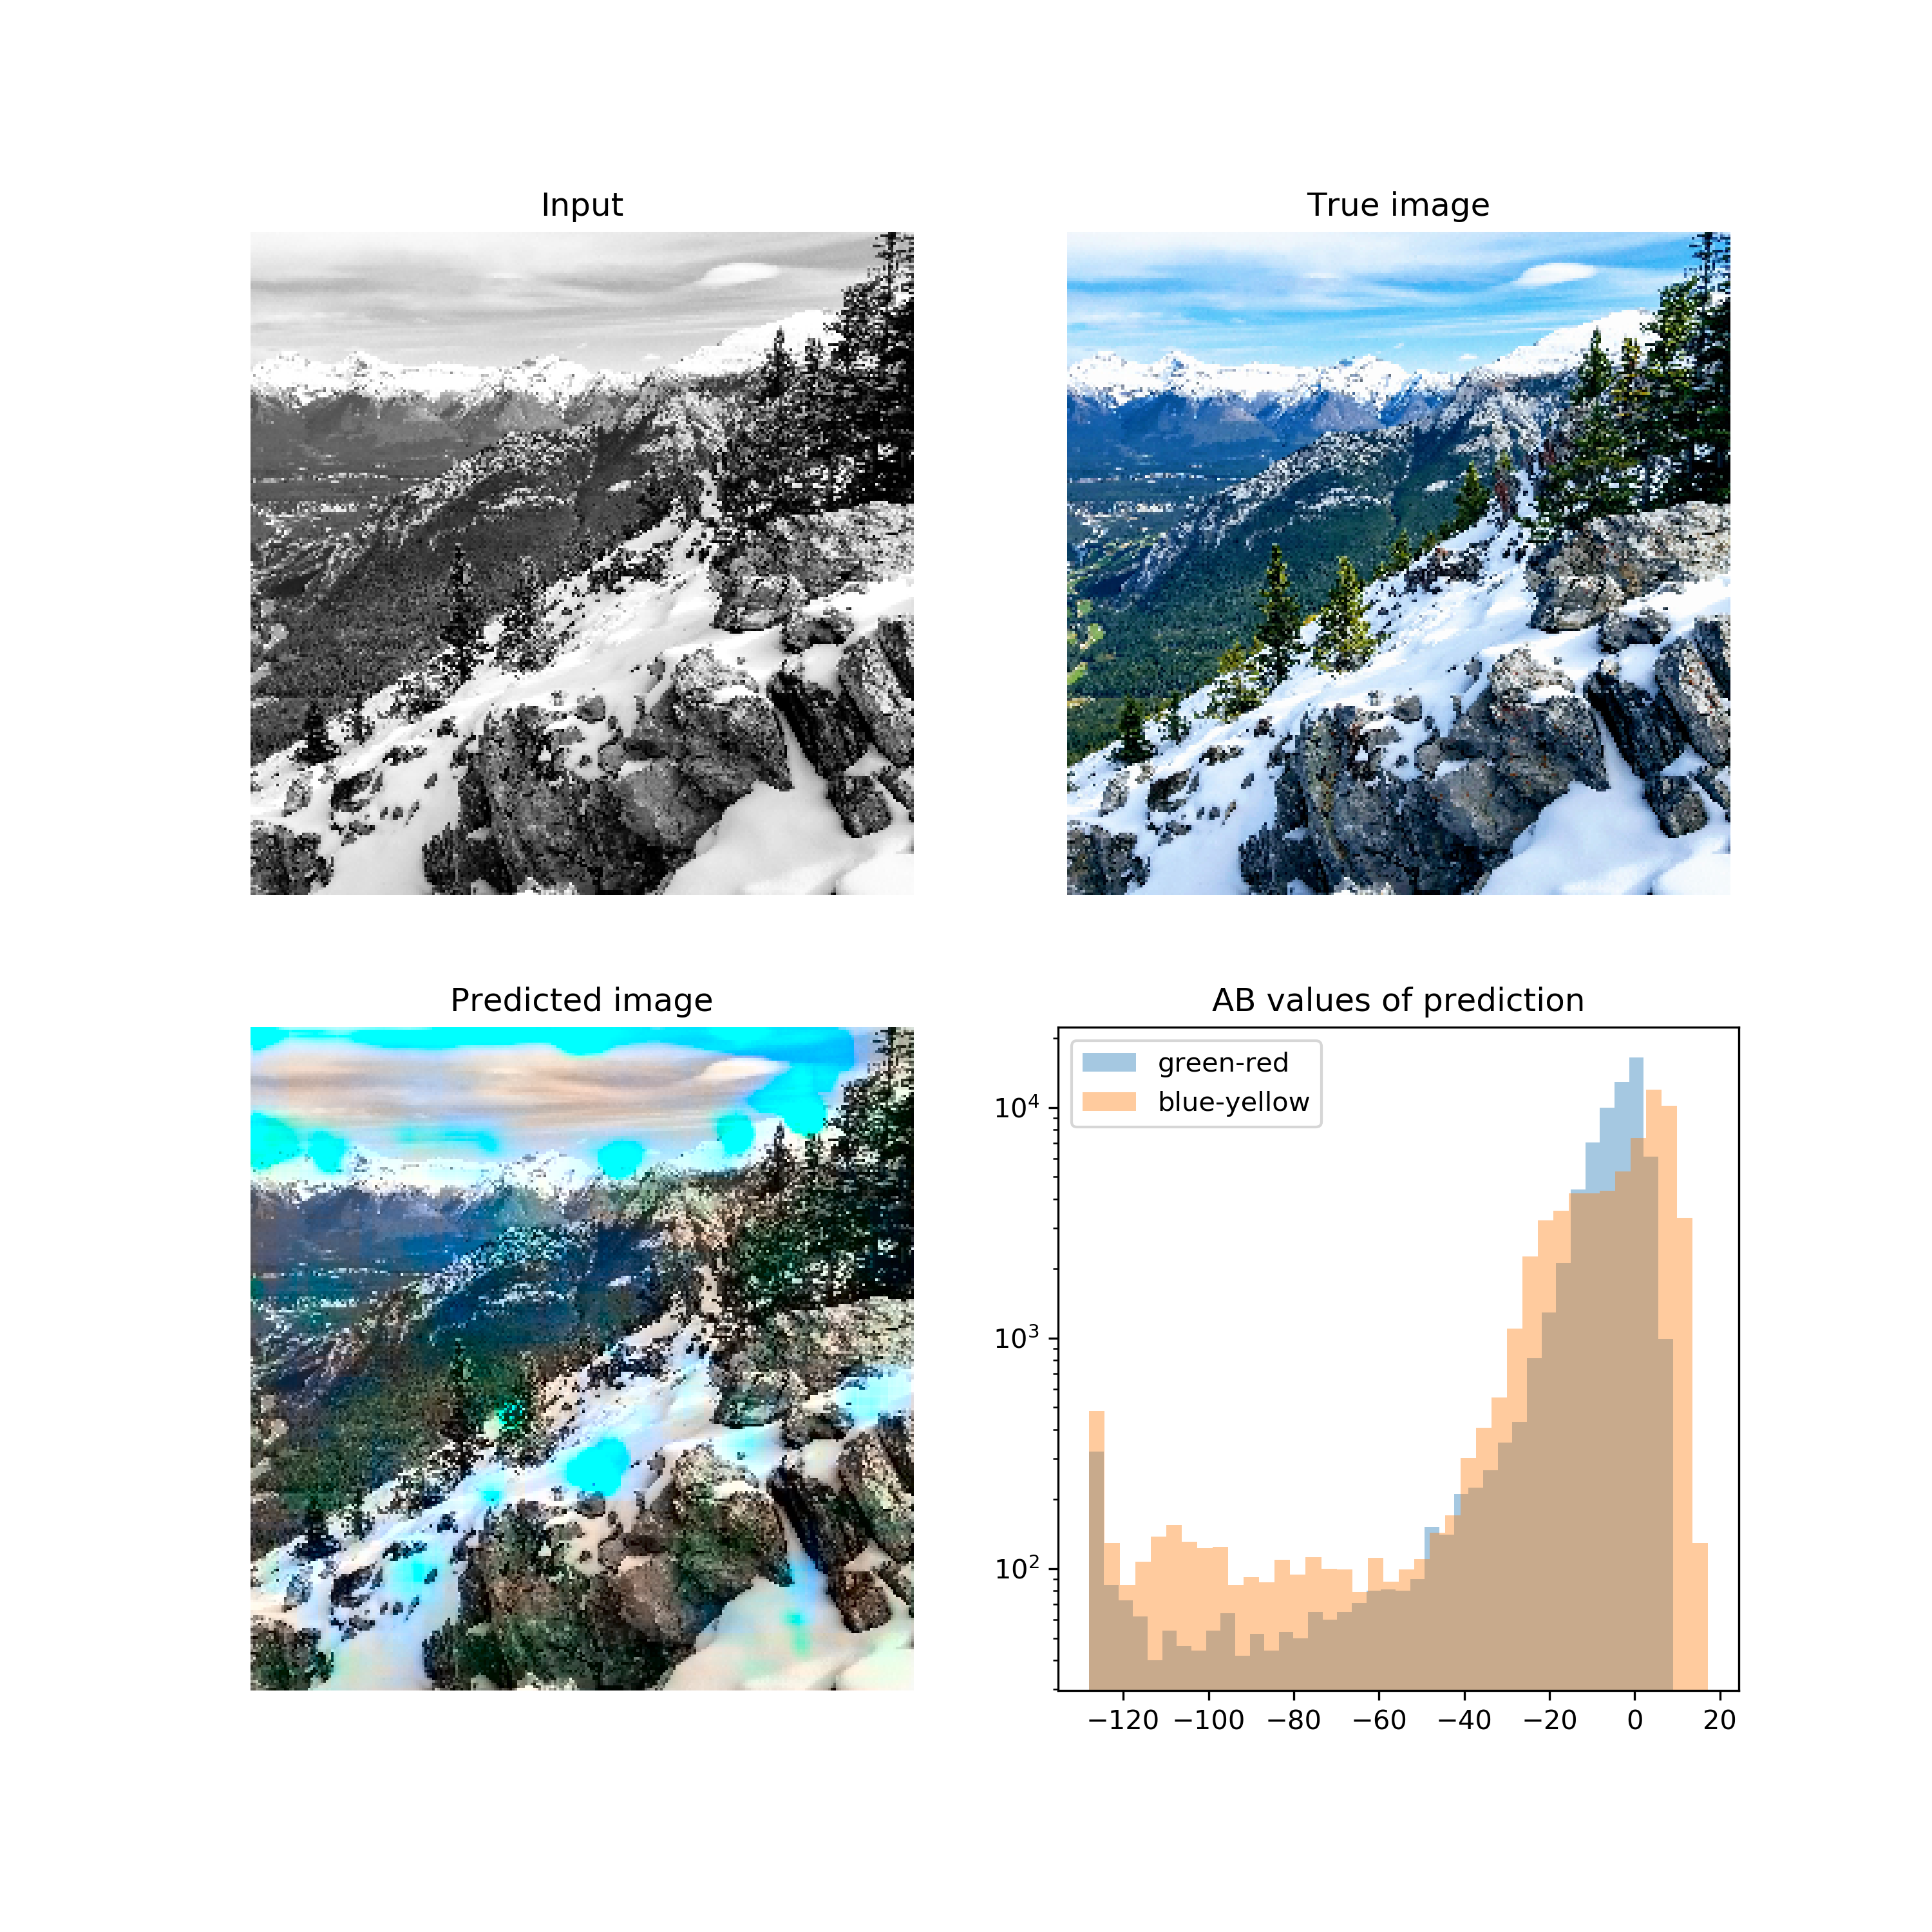 Input
True image
Predicted image
AB values of prediction
green-red
blue-yellow
10⁴
10³
10²
−120 −100 −80 −60 −40 −20 0 20